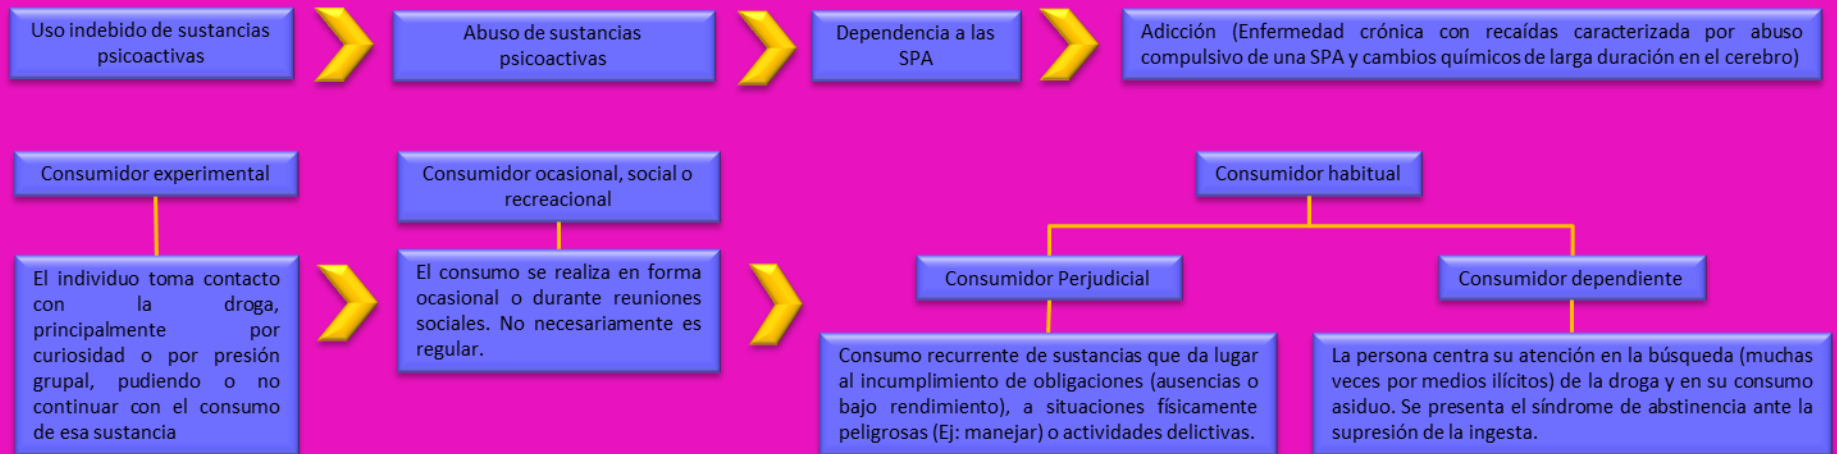 Uso indebido de sustancias
psicoactivas
Abuso de sustancias
psicoactivas
Dependencia a las
SPA
Adicción (Enfermedad crónica con recaídas caracterizada por abuso
compulsivo de una SPA y cambios químicos de larga duración en el cerebro)
Consumidor experimental
El individuo toma contacto
con la droga,
principalmente por
curiosidad o por presión
grupal, pudiendo o no
continuar con el consumo
de esa sustancia
Consumidor ocasional, social o
recreacional
El consumo se realiza en forma
ocasional o durante reuniones
sociales. No necesariamente es
regular.
Consumidor habitual
Consumidor Perjudicial
Consumo recurrente de sustancias que da lugar
al incumplimiento de obligaciones (ausencias o
bajo rendimiento), a situaciones físicamente
peligrosas (Ej: manejar) o actividades delictivas.
Consumidor dependiente
La persona centra su atención en la búsqueda (muchas
veces por medios ilícitos) de la droga y en su consumo
asiduo. Se presenta el síndrome de abstinencia ante la
supresión de la ingesta.